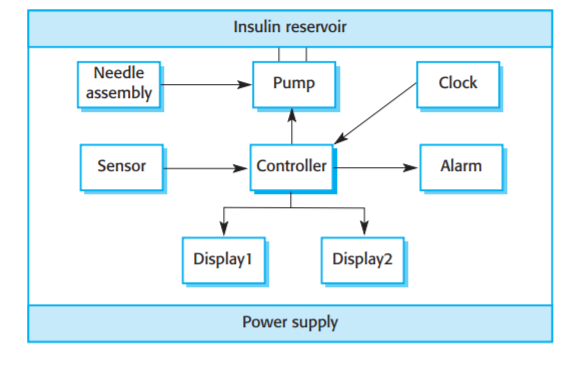 Insulin reservoir
Needle
assembly
Pump
Clock
Sensor
Controller
Alarm
Display1
Display2
Power supply